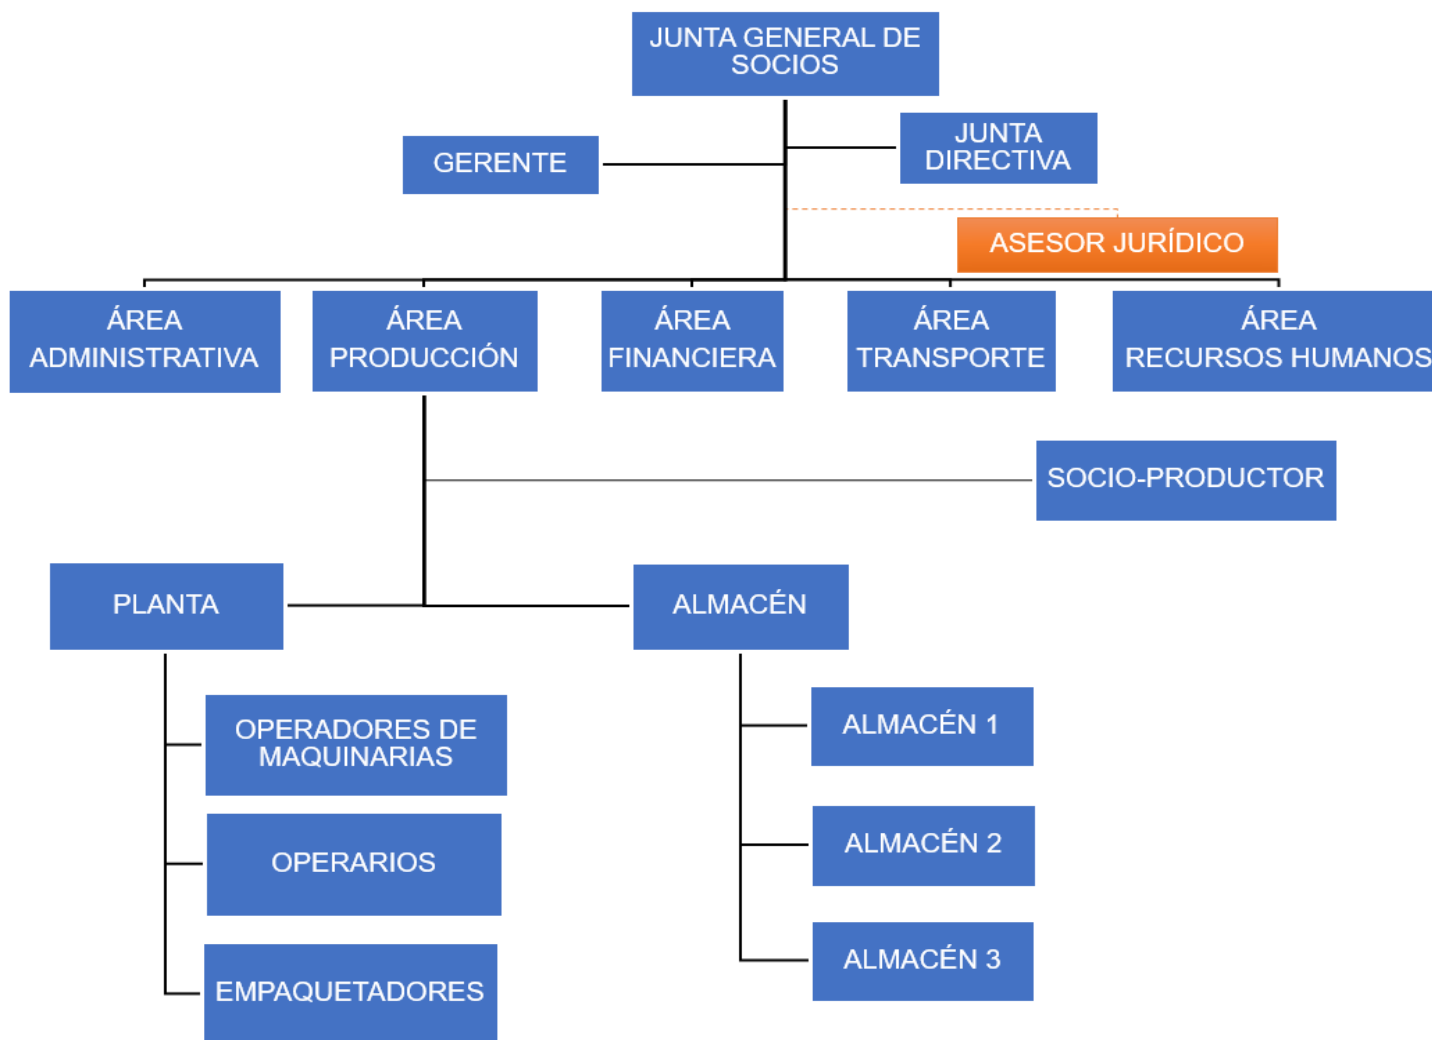 JUNTA GENERAL DE
SOCIOS
GERENTE
JUNTA
DIRECTIVA
ASESOR JURÍDICO
ÁREA
ADMINISTRATIVA
ÁREA
PRODUCCIÓN
ÁREA
FINANCIERA
ÁREA
TRANSPORTE
ÁREA
RECURSOS HUMANOS
SOCIO-PRODUCTOR
PLANTA
ALMACÉN
OPERADORES DE
MAQUINARIAS
OPERARIOS
EMPAQUETADORES
ALMACÉN 1
ALMACÉN 2
ALMACÉN 3